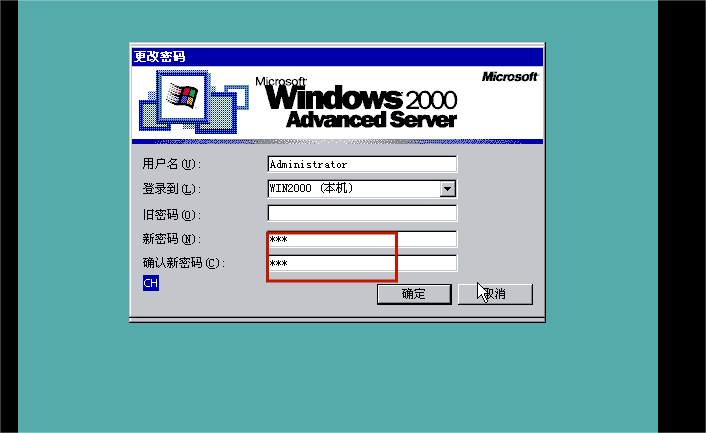 更改密码
Microsoft
Microsoft
Windows 2000
Advanced Server
用户名(U): Administrator
登录到(L): WIN2000 (本机)
旧密码(O):
新密码(N): ***
确认新密码(C): ***
CH
确定 取消